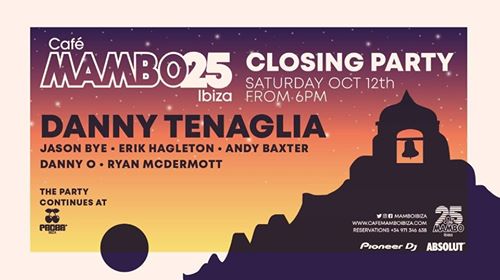 Café
MAMBO25
Ibiza
CLOSING PARTY
SATURDAY OCT 12th
FROM 6PM
DANNY TENAGLIA
JASON BYE • ERIK HAGLETON • ANDY BAXTER
DANNY O • RYAN MCDERMOTT
THE PARTY
CONTINUES AT
PACHA
IBIZA
MAMBOIBIZA
WWW.CAFEMAMBOIBIZA.COM
RESERVATIONS +34 971 346 638
25
MAMBO
Ibiza
Pioneer Dj
ABSOLUT